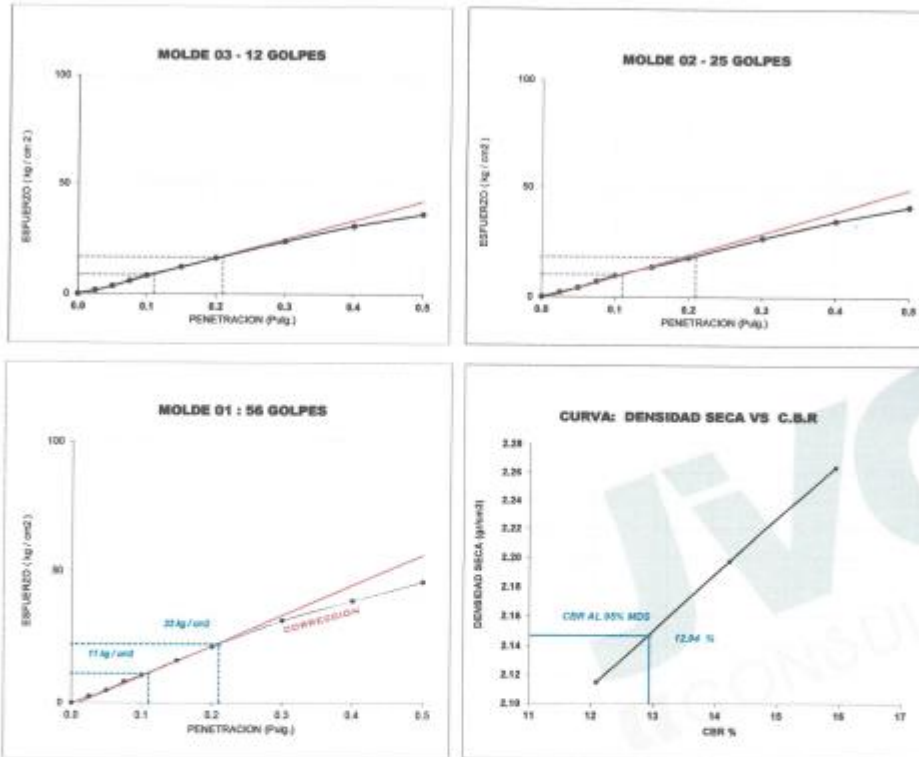 MOLDE 03 - 12 GOLPES
100
50
0
ESFUERZO ( kg / cm 2 )
0.0 0.1 0.2 0.3 0.4 0.5
PENETRACION (Pulg.)
MOLDE 02 - 25 GOLPES
100
50
0
ESFUERZO ( kg / cm2 )
0.0 0.1 0.2 0.3 0.4 0.5
PENETRACION (Pulg.)
MOLDE 01 : 56 GOLPES
100
50
0
ESFUERZO ( kg / cm2 )
11 kg / cm2
CORRECCION
0.0 0.1 0.2 0.3 0.4 0.5
PENETRACION (Pulg.)
CURVA: DENSIDAD SECA VS C.B.R
2.28
2.26
2.24
2.22
2.20
2.18
2.16
2.14
2.12
2.10
DENSIDAD SECA (gr/cm3)
CBR AL 95% MDS
12.94 %
11 12 13 14 15 16 17
CBR %